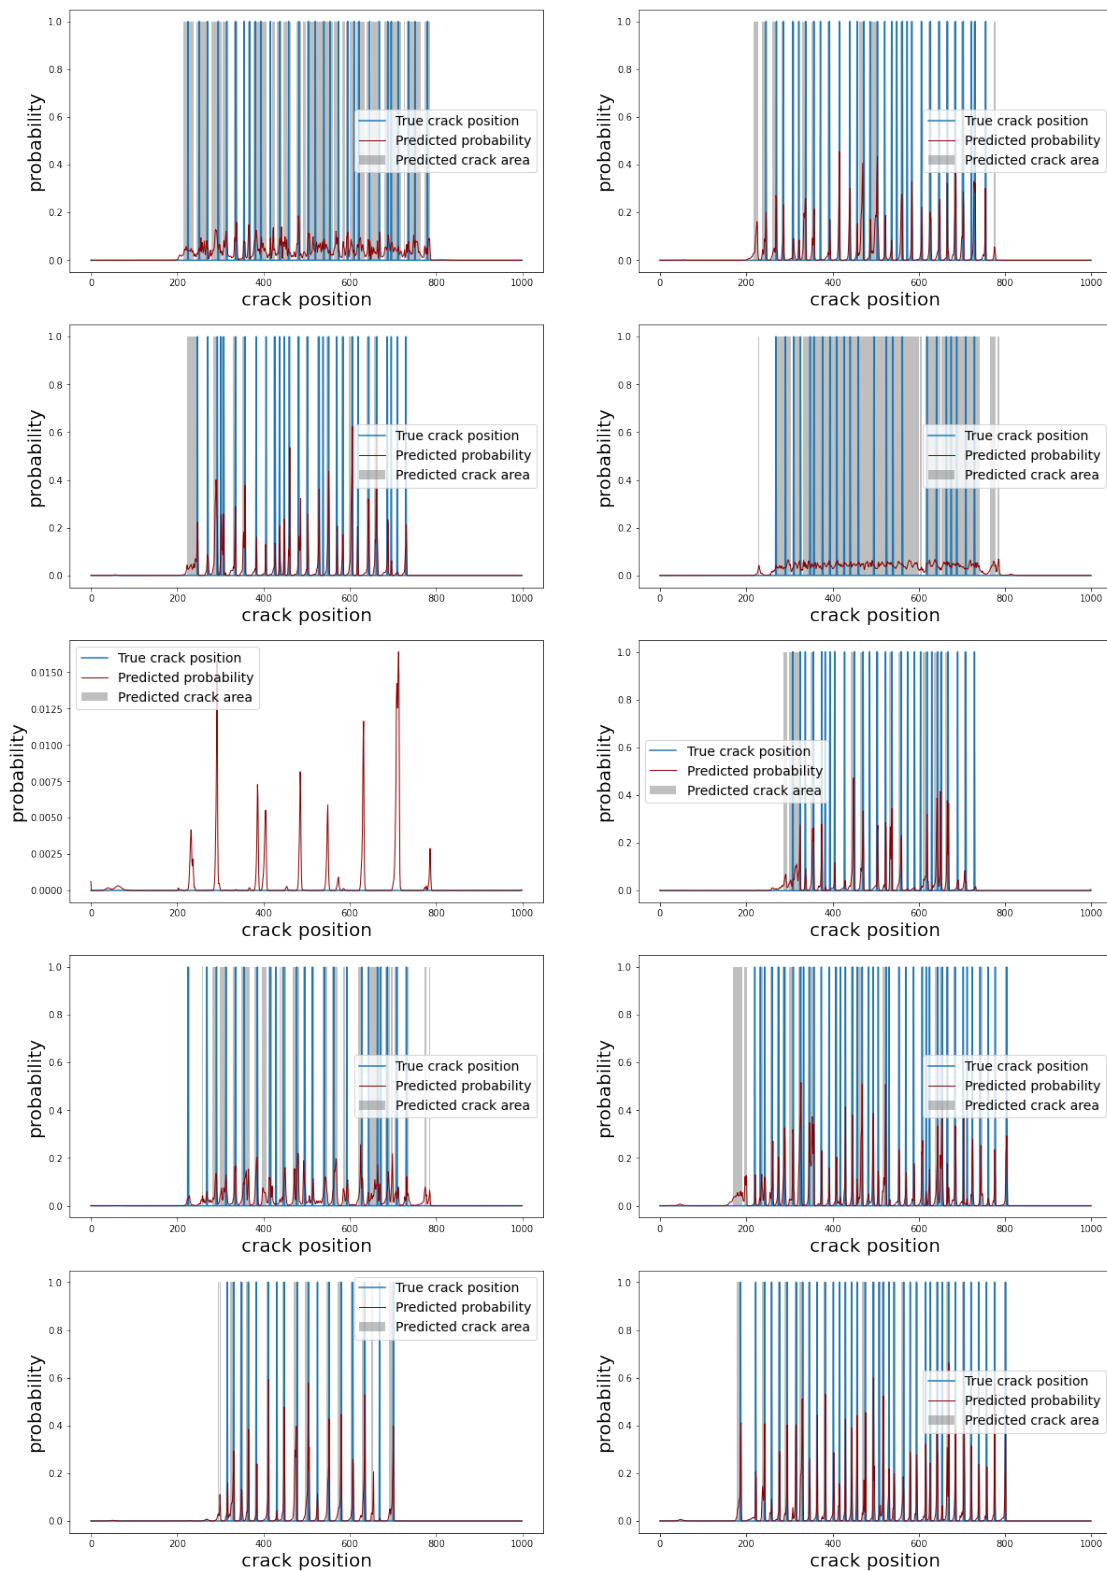 1.0
0.8
0.6
0.4
0.2
0.0
probability
True crack position
Predicted probability
Predicted crack area
0 200 400 600 800 1000
crack position
1.0
0.8
0.6
0.4
0.2
0.0
probability
True crack position
Predicted probability
Predicted crack area
0 200 400 600 800 1000
crack position
1.0
0.8
0.6
0.4
0.2
0.0
probability
True crack position
Predicted probability
Predicted crack area
0 200 400 600 800 1000
crack position
1.0
0.8
0.6
0.4
0.2
0.0
probability
True crack position
Predicted probability
Predicted crack area
0 200 400 600 800 1000
crack position
0.0150
0.0125
0.0100
0.0075
0.0050
0.0025
0.0000
probability
True crack position
Predicted probability
Predicted crack area
0 200 400 600 800 1000
crack position
1.0
0.8
0.6
0.4
0.2
0.0
probability
True crack position
Predicted probability
Predicted crack area
0 200 400 600 800 1000
crack position
1.0
0.8
0.6
0.4
0.2
0.0
probability
True crack position
Predicted probability
Predicted crack area
0 200 400 600 800 1000
crack position
1.0
0.8
0.6
0.4
0.2
0.0
probability
True crack position
Predicted probability
Predicted crack area
0 200 400 600 800 1000
crack position
1.0
0.8
0.6
0.4
0.2
0.0
probability
True crack position
Predicted probability
Predicted crack area
0 200 400 600 800 1000
crack position
1.0
0.8
0.6
0.4
0.2
0.0
probability
True crack position
Predicted probability
Predicted crack area
0 200 400 600 800 1000
crack position